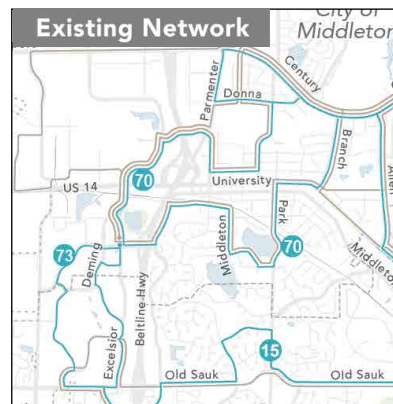 Existing Network
City of
Middleton
Century
Parmenter
Donna
Branch
Allen
US 14
70
University
Park
73
Deming
Middleton
70
Middleton
Beltline Hwy
Excelsior
15
Old Sauk
Old Sauk